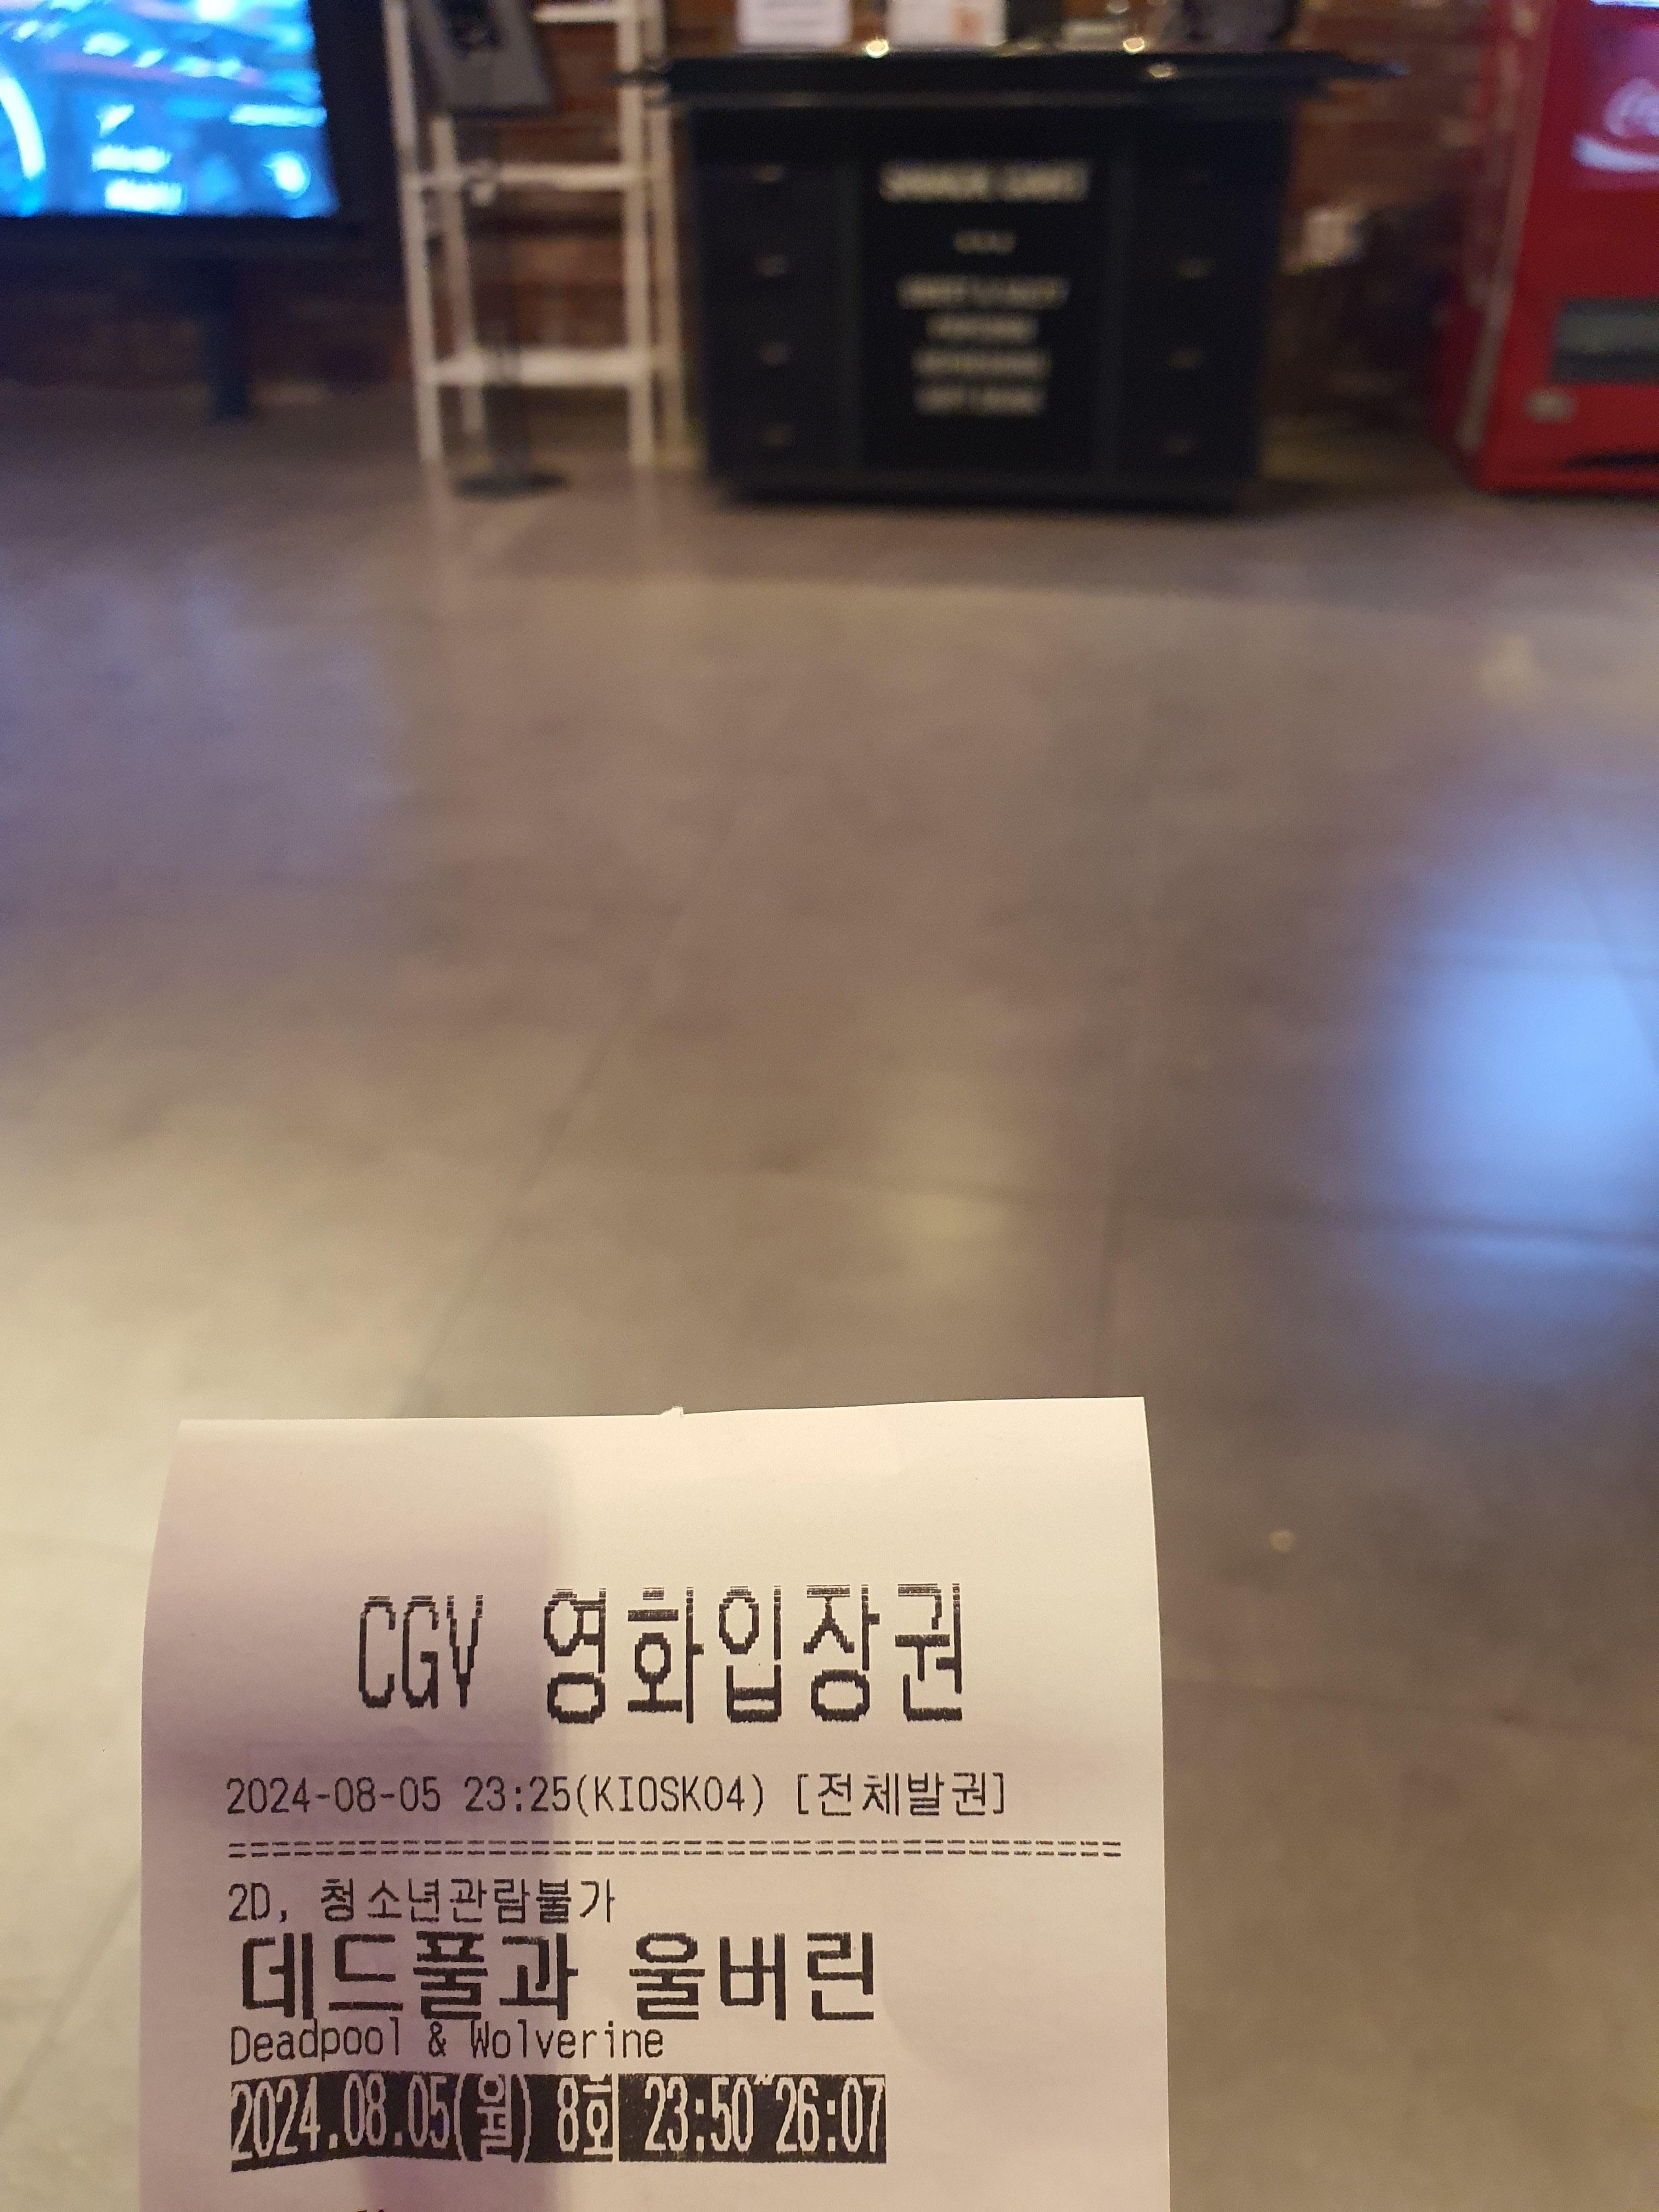 SNACK CART
CGV 영화입장권
2024-08-05 23:25(KIOSK04) [전체발권]
==========================================
2D, 청소년관람불가
데드풀과 울버린
Deadpool & Wolverine
2024.08.05(월) 8회 23:50~26:07